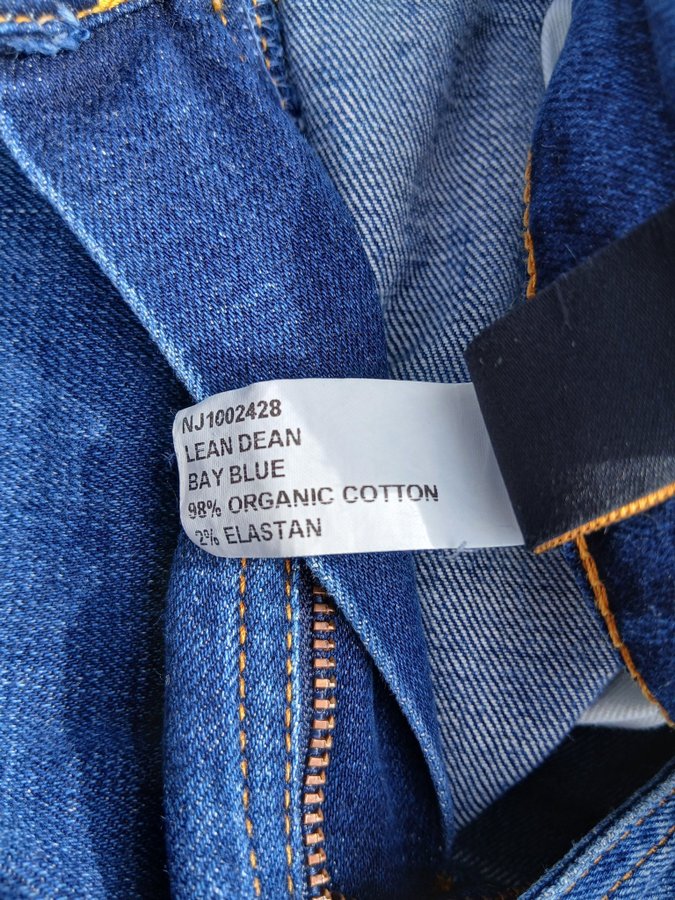 NJ1002428
LEAN DEAN
BAY BLUE
98% ORGANIC COTTON
2% ELASTAN